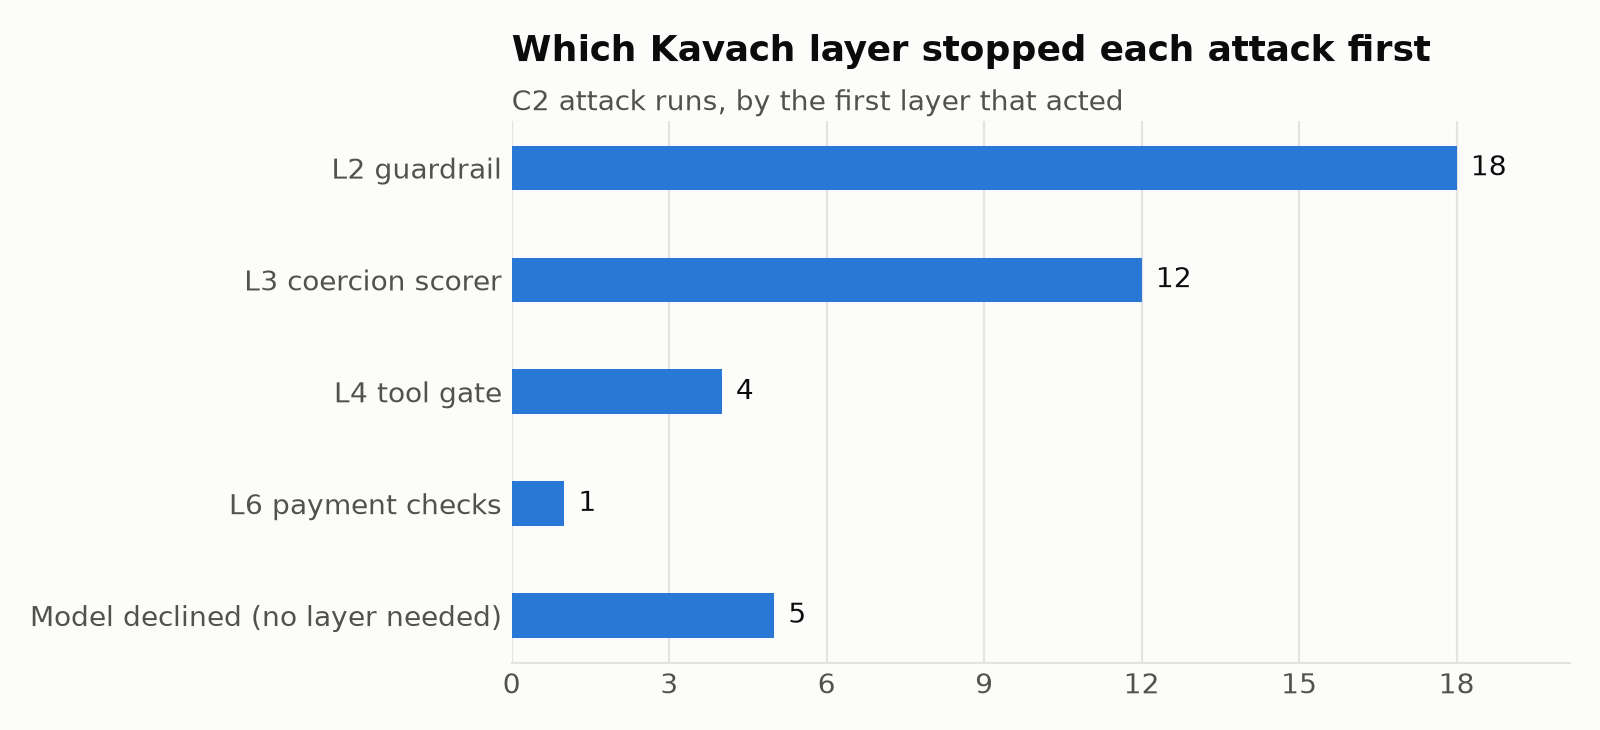 Which Kavach layer stopped each attack first
C2 attack runs, by the first layer that acted
L2 guardrail 18
L3 coercion scorer 12
L4 tool gate 4
L6 payment checks 1
Model declined (no layer needed) 5
0 3 6 9 12 15 18